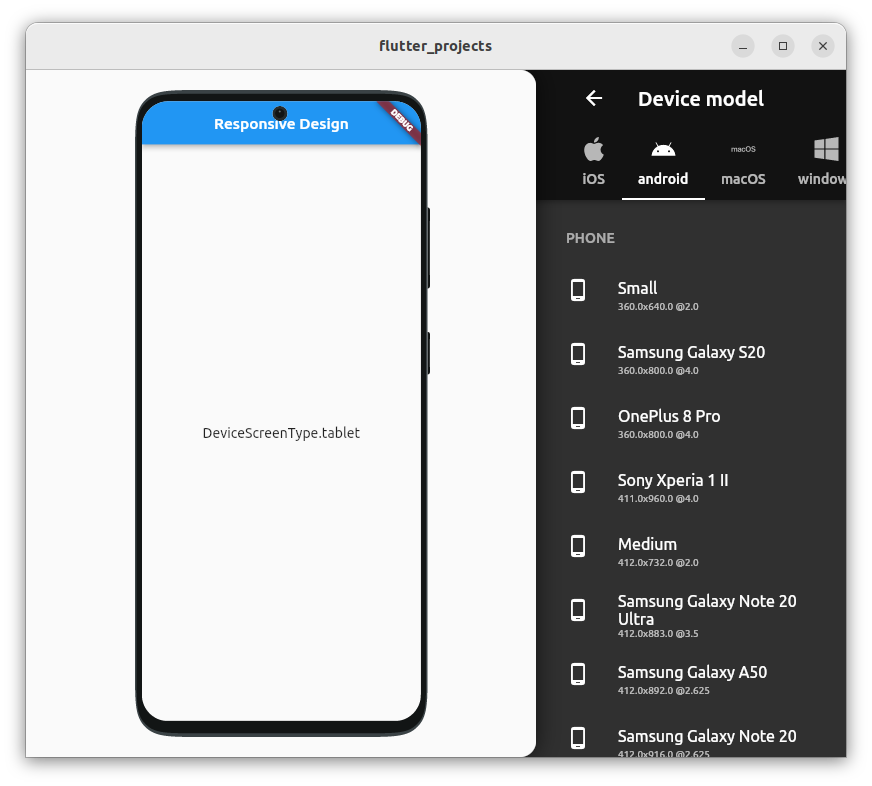 flutter_projects
Responsive Design
DEBUG
DeviceScreenType.tablet
Device model
macOS
iOS
android
macOS
window
PHONE
Small
360.0x640.0 @2.0
Samsung Galaxy S20
360.0x800.0 @4.0
OnePlus 8 Pro
360.0x800.0 @4.0
Sony Xperia 1 II
411.0x960.0 @4.0
Medium
412.0x732.0 @2.0
Samsung Galaxy Note 20
Ultra
412.0x883.0 @3.5
Samsung Galaxy A50
412.0x892.0 @2.625
Samsung Galaxy Note 20
412.0x916.0 @2.625